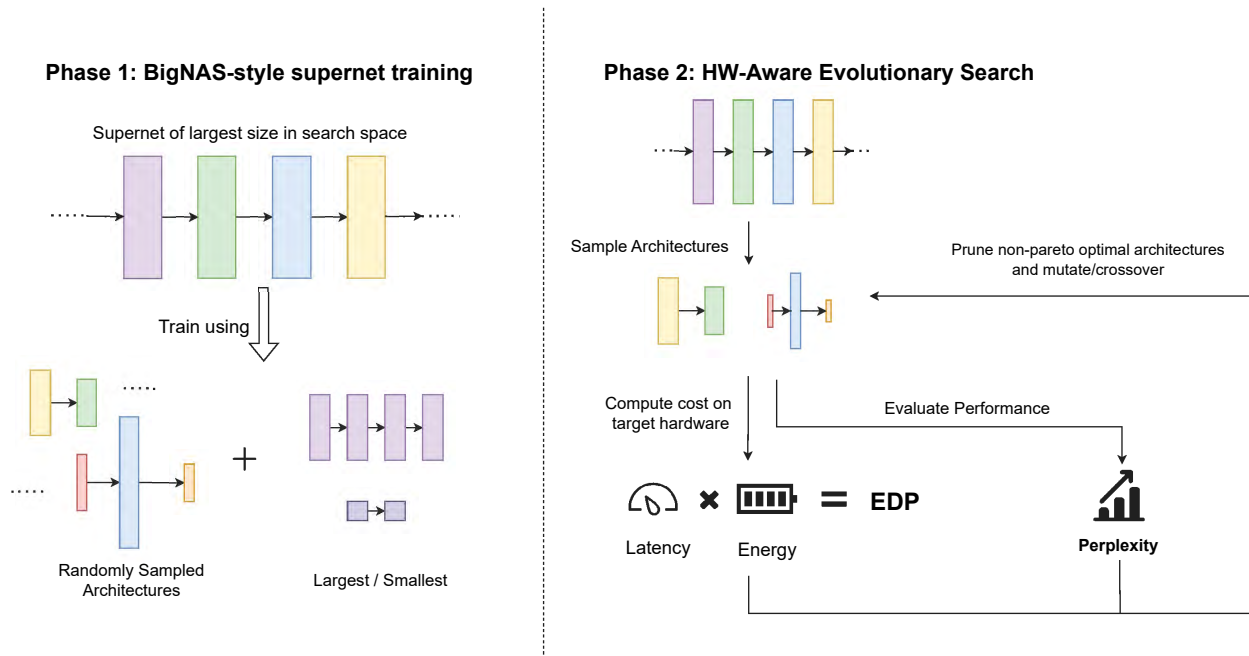 Phase 1: BigNAS-style supernet training
Supernet of largest size in search space
Train using
Randomly Sampled
Architectures
Largest / Smallest
Phase 2: HW-Aware Evolutionary Search
Sample Architectures
Prune non-pareto optimal architectures
and mutate/crossover
Compute cost on
target hardware
Evaluate Performance
EDP
Latency
Energy
Perplexity